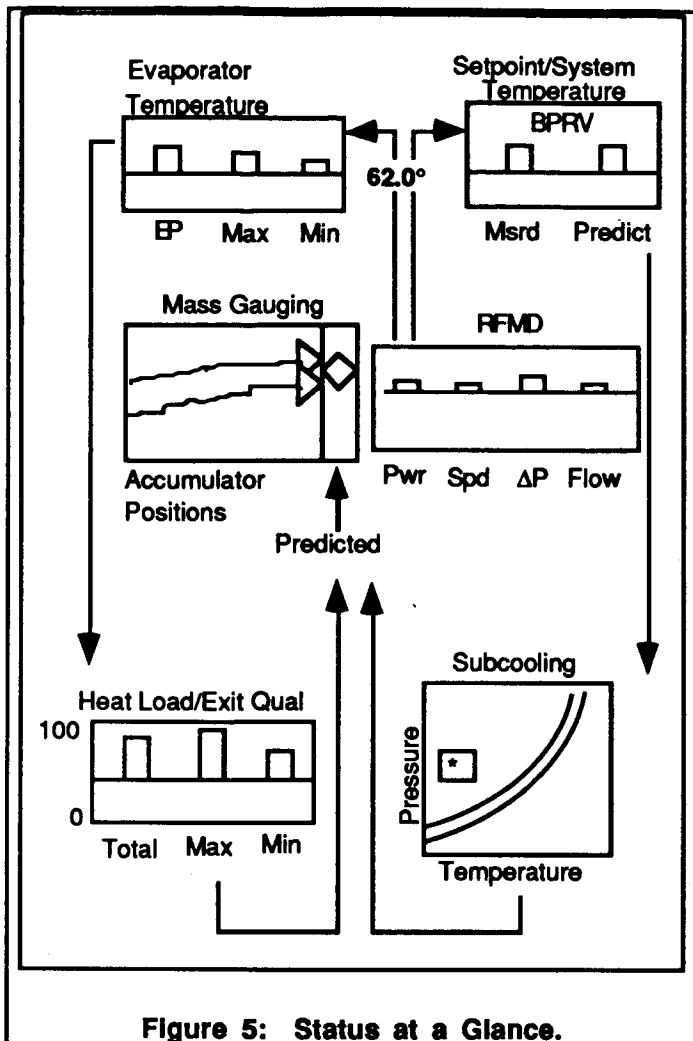 Evaporator
Temperature
EP Max Min
Setpoint/System
Temperature
BPRV
Msrd Predict
62.0°
Mass Gauging
Accumulator
Positions
RFMD
Pwr Spd ΔP Flow
Predicted
Heat Load/Exit Qual
100
0
Total Max Min
Subcooling
Pressure
*
Temperature
Figure 5: Status at a Glance.